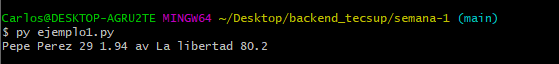 Carlos@DESKTOP-AGRU2TE MINGW64 ~/Desktop/backend_tecsup/semana-1 (main)
$ py ejemplo1.py
Pepe Perez 29 1.94 av La libertad 80.2